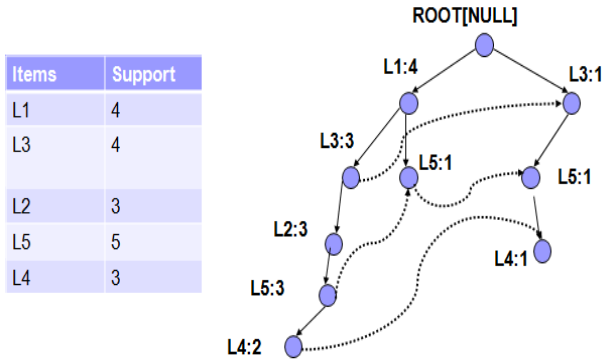 Items Support
L1 4
L3 4
L2 3
L5 5
L4 3
ROOT[NULL]
L1:4
L3:1
L3:3
L5:1
L5:1
L2:3
L4:1
L5:3
L4:2